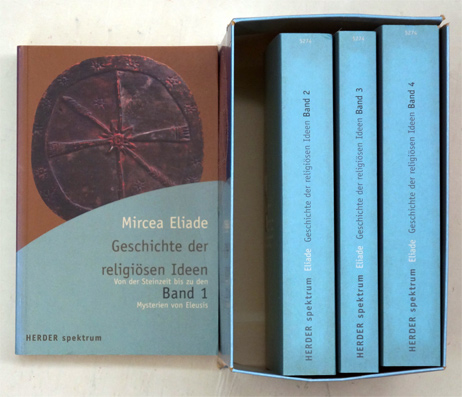 Mircea Eliade
Geschichte der
religiösen Ideen
Von der Steinzeit bis zu den
Band 1
Mysterien von Eleusis
HERDER spektrum
HERDER spektrum Eliade Geschichte der religiösen Ideen Band 2
HERDER spektrum Eliade Geschichte der religiösen Ideen Band 3
HERDER spektrum Eliade Geschichte der religiösen Ideen Band 4